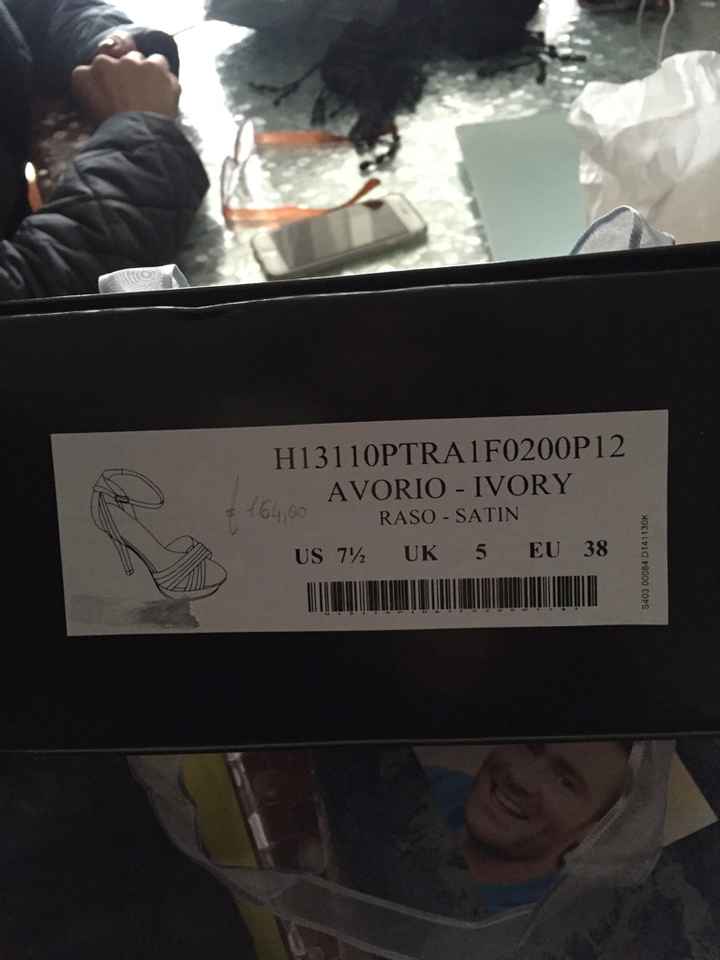 H13110PTRA1F0200P12
AVORIO - IVORY
€ 164,00
RASO - SATIN
US 7½ UK 5 EU 38